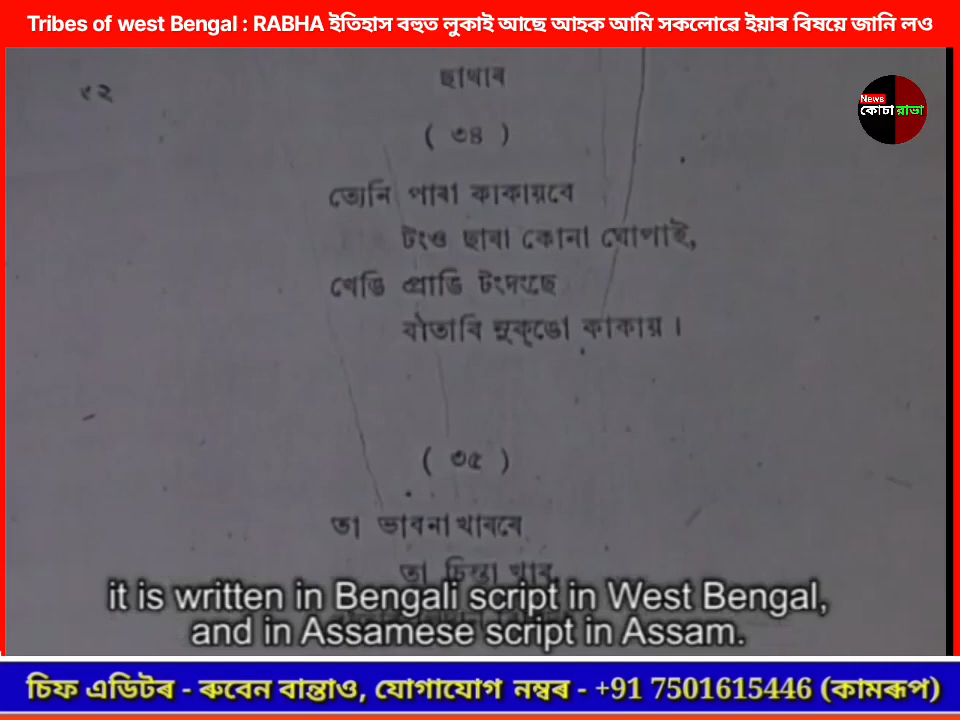 Tribes of west Bengal : RABHA ইতিহাস বহুত লুকাই আছে আহক আমি সকলোৱে ইয়াৰ বিষয়ে জানি লও
News
কোচা ৰাভা
ছাথাৰ
( ৩৪ )
ত্যেনি পাৰা কাকায়বে
টংও ছাৰা কোনা ঘোপাই,
খেঙি প্ৰাঙি টংদংছে
কাকায় ।
( ৩৫ )
তা ভাবনা খাৰৰে
তা চিন্তা খাৰ,
it is written in Bengali script in West Bengal,
and in Assamese script in Assam.
চিফ এডিটৰ - ৰুবেন বান্তাও, যোগাযোগ নম্বৰ - +91 7501615446 (কামৰূপ)